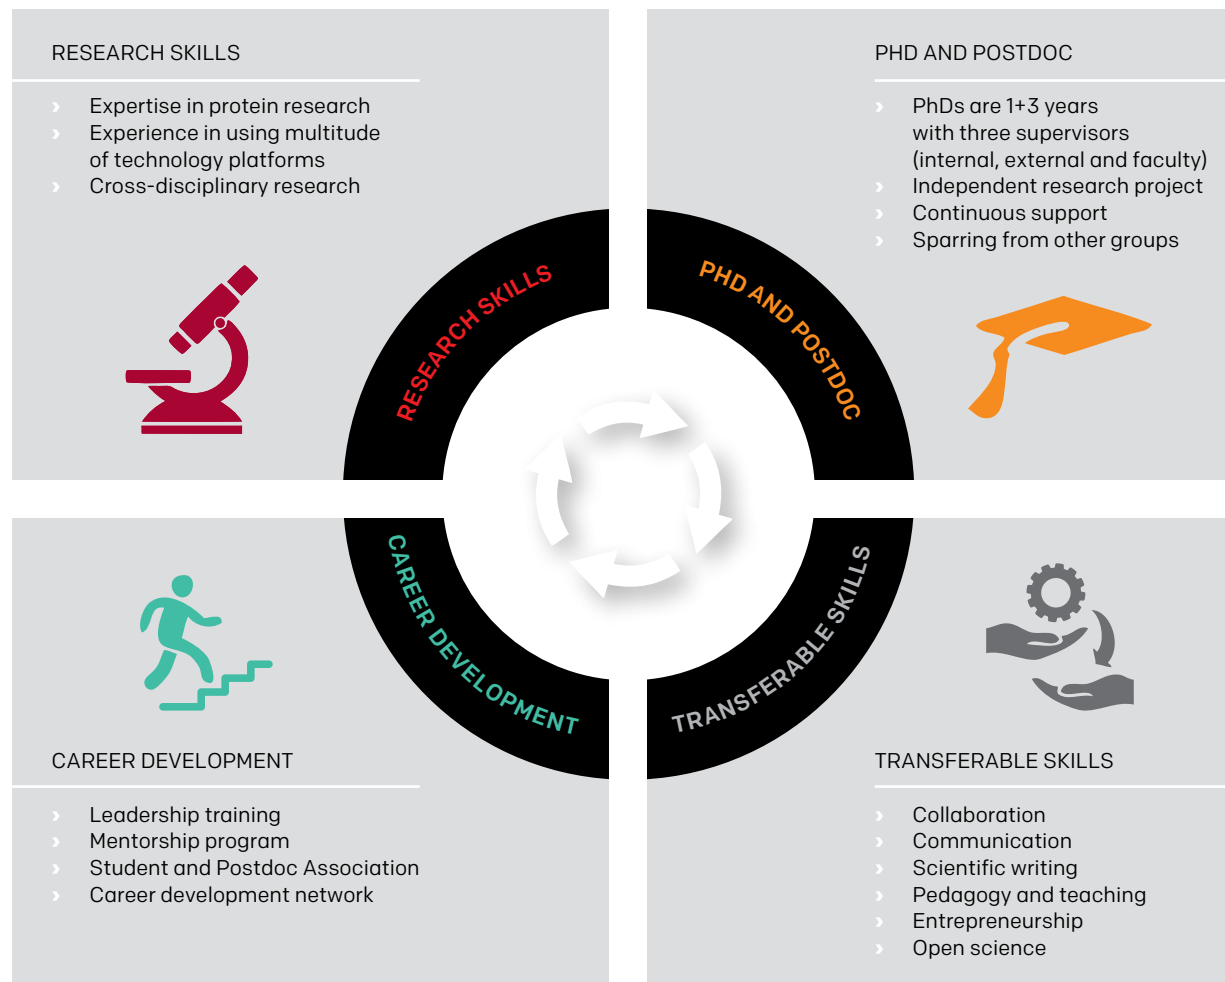 RESEARCH SKILLS
› Expertise in protein research
› Experience in using multitude
of technology platforms
› Cross-disciplinary research
PHD AND POSTDOC
› PhDs are 1+3 years
with three supervisors
(internal, external and faculty)
› Independent research project
› Continuous support
› Sparring from other groups
RESEARCH SKILLS
PHD AND POSTDOC
CAREER DEVELOPMENT
TRANSFERABLE SKILLS
CAREER DEVELOPMENT
› Leadership training
› Mentorship program
› Student and Postdoc Association
› Career development network
TRANSFERABLE SKILLS
› Collaboration
› Communication
› Scientific writing
› Pedagogy and teaching
› Entrepreneurship
› Open science